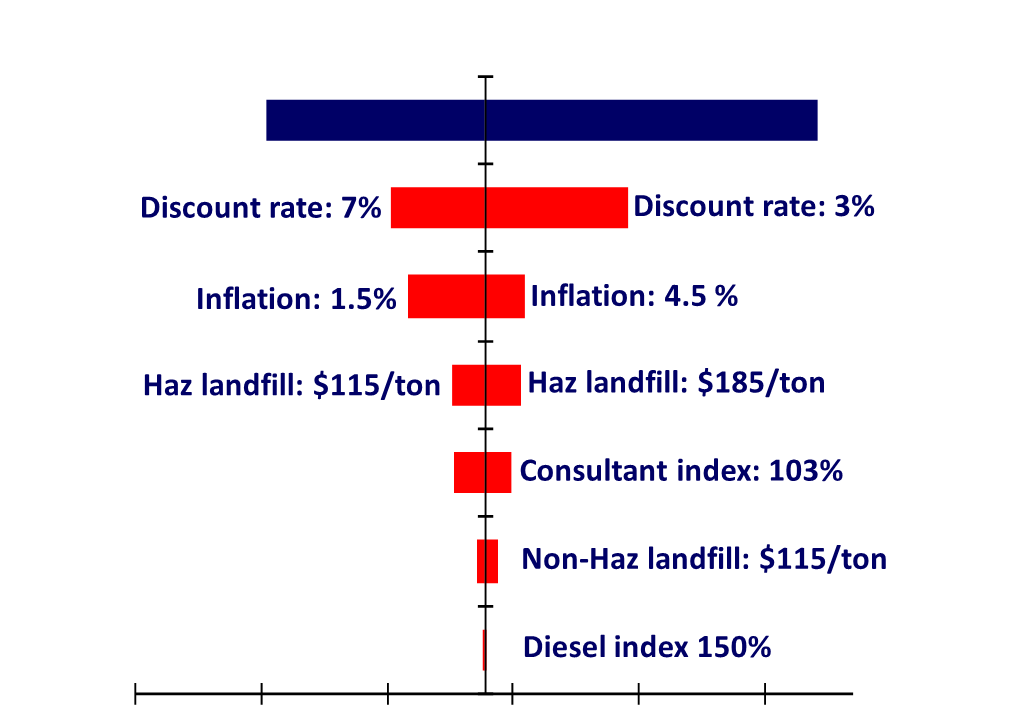 Discount rate: 7%
Discount rate: 3%
Inflation: 1.5%
Inflation: 4.5 %
Haz landfill: $115/ton
Haz landfill: $185/ton
Consultant index: 103%
Non-Haz landfill: $115/ton
Diesel index 150%